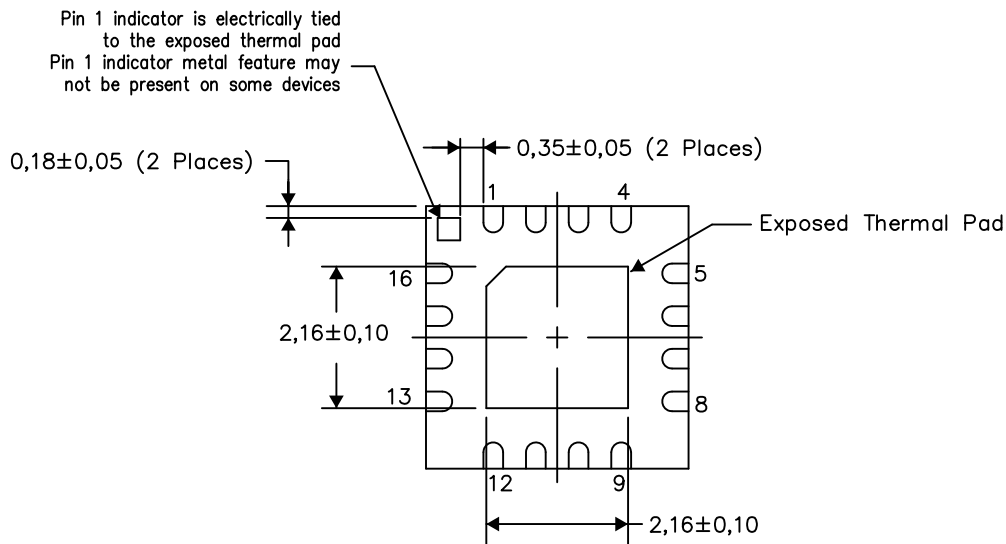 Pin 1 indicator is electrically tied
to the exposed thermal pad
Pin 1 indicator metal feature may
not be present on some devices
0,18±0,05 (2 Places)
0,35±0,05 (2 Places)
1
4
Exposed Thermal Pad
16
5
2,16±0,10
13
8
12
9
2,16±0,10